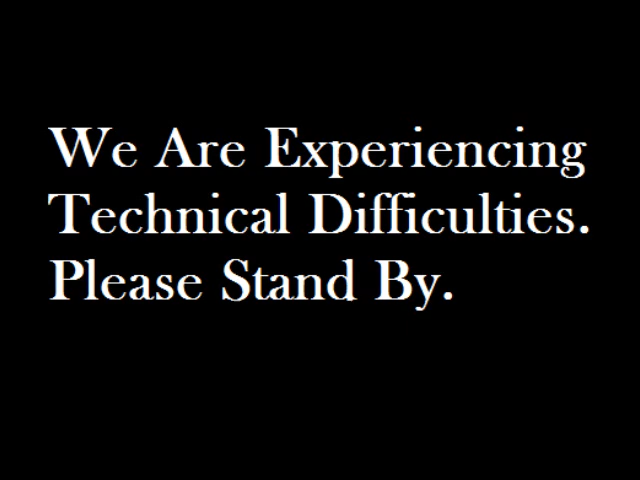 We Are Experiencing
Technical Difficulties.
Please Stand By.